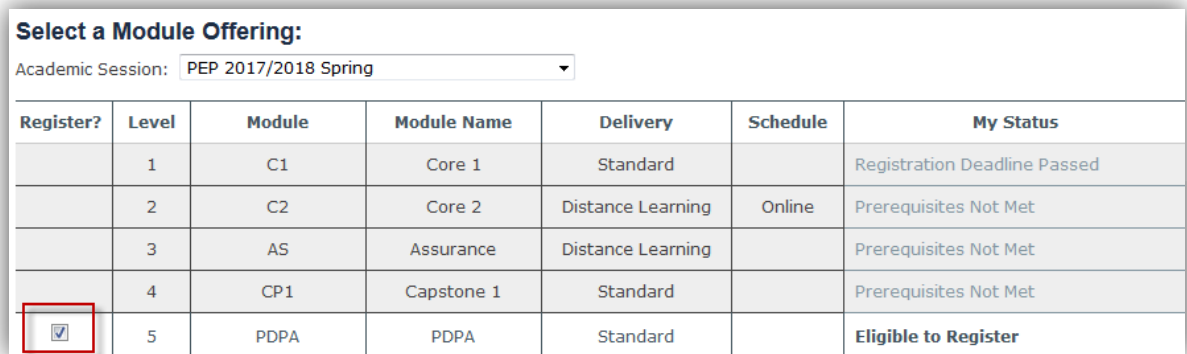 Select a Module Offering:
Academic Session: PEP 2017/2018 Spring
Register? Level Module Module Name Delivery Schedule My Status
1 C1 Core 1 Standard Registration Deadline Passed
2 C2 Core 2 Distance Learning Online Prerequisites Not Met
3 AS Assurance Distance Learning Prerequisites Not Met
4 CP1 Capstone 1 Standard Prerequisites Not Met
5 PDPA PDPA Standard Eligible to Register